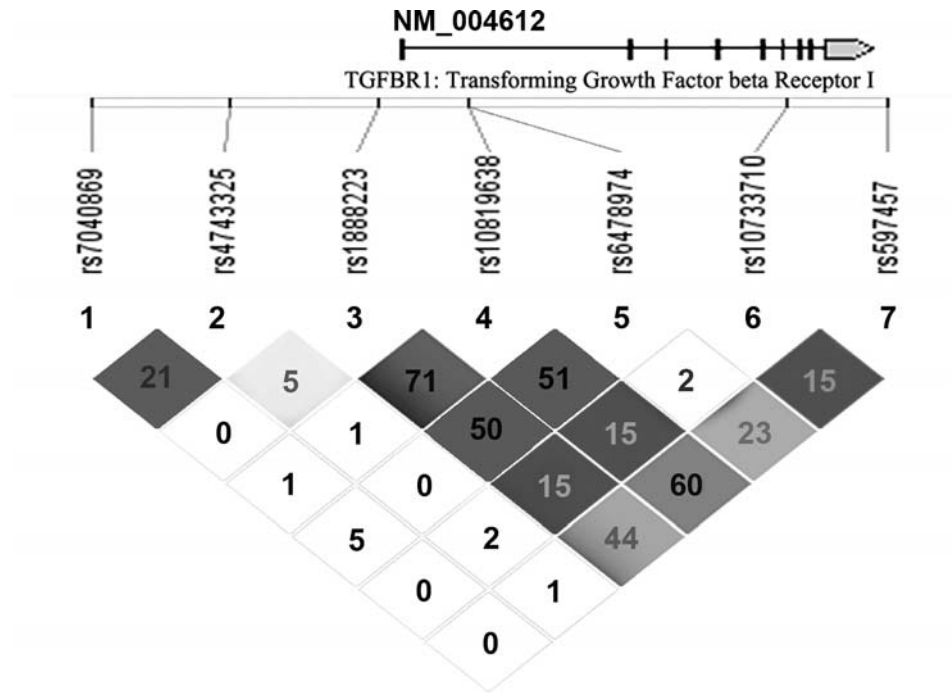 NM_004612
TGFBR1: Transforming Growth Factor beta Receptor I
rs7040869
rs4743325
rs1888223
rs10819638
rs6478974
rs10733710
rs597457
1 2 3 4 5 6 7
21 5 71 51 2 15
0 1 50 15 23
1 0 15 60
5 2 44
0 1
0